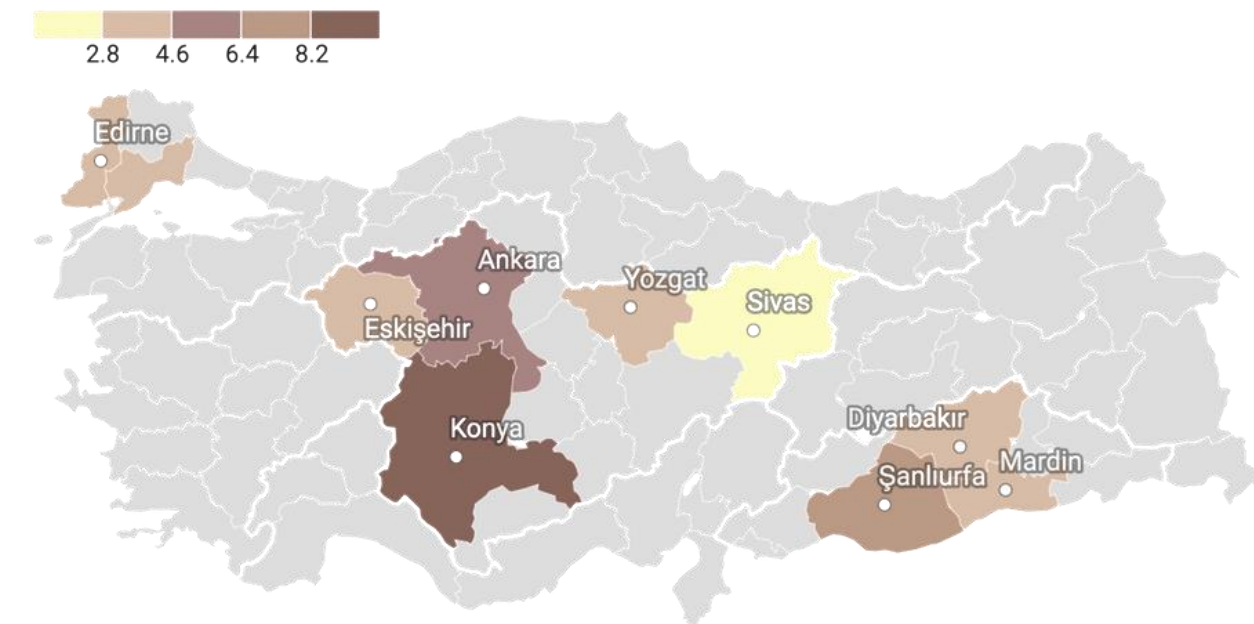 2.8 4.6 6.4 8.2
Edirne
Ankara
Yozgat
Sivas
Eskişehir
Konya
Diyarbakır
Mardin
Şanlıurfa